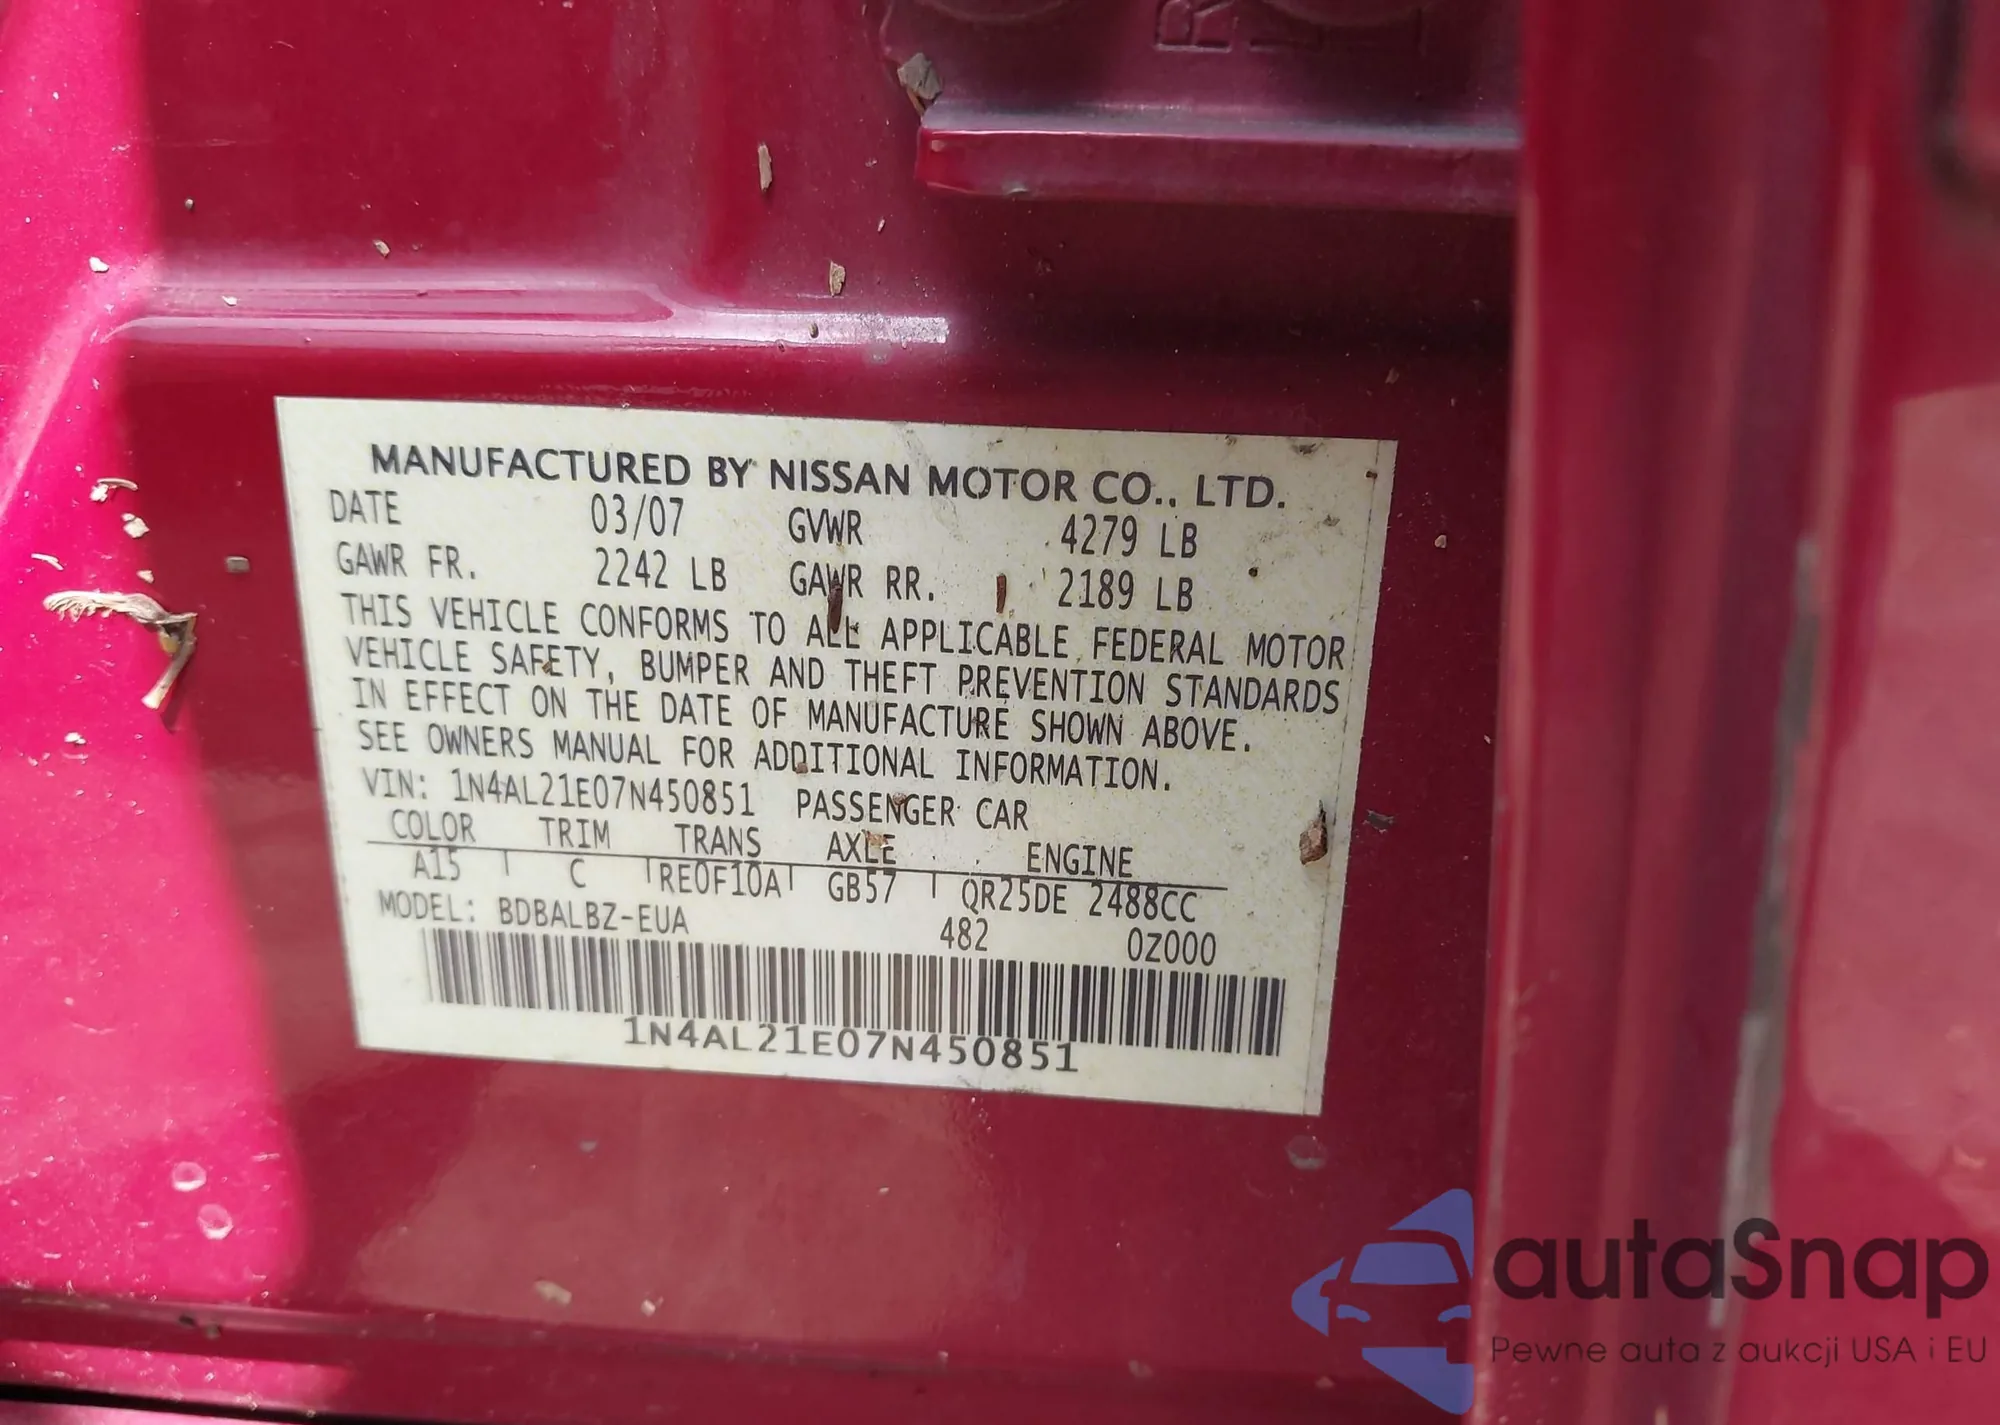 MANUFACTURED BY NISSAN MOTOR CO., LTD.
DATE 03/07 GVWR 4279 LB
GAWR FR. 2242 LB GAWR RR. 2189 LB
THIS VEHICLE CONFORMS TO ALL APPLICABLE FEDERAL MOTOR
VEHICLE SAFETY, BUMPER AND THEFT PREVENTION STANDARDS
IN EFFECT ON THE DATE OF MANUFACTURE SHOWN ABOVE.
SEE OWNERS MANUAL FOR ADDITIONAL INFORMATION.
VIN: 1N4AL21E07N450851 PASSENGER CAR
COLOR TRIM TRANS AXLE ENGINE
A15 C RE0F10A GB57 QR25DE 2488CC
MODEL: BDBALBZ-EUA 482 0Z000
1N4AL21E07N450851
autaSnap
Pewne auta z aukcji USA i EU